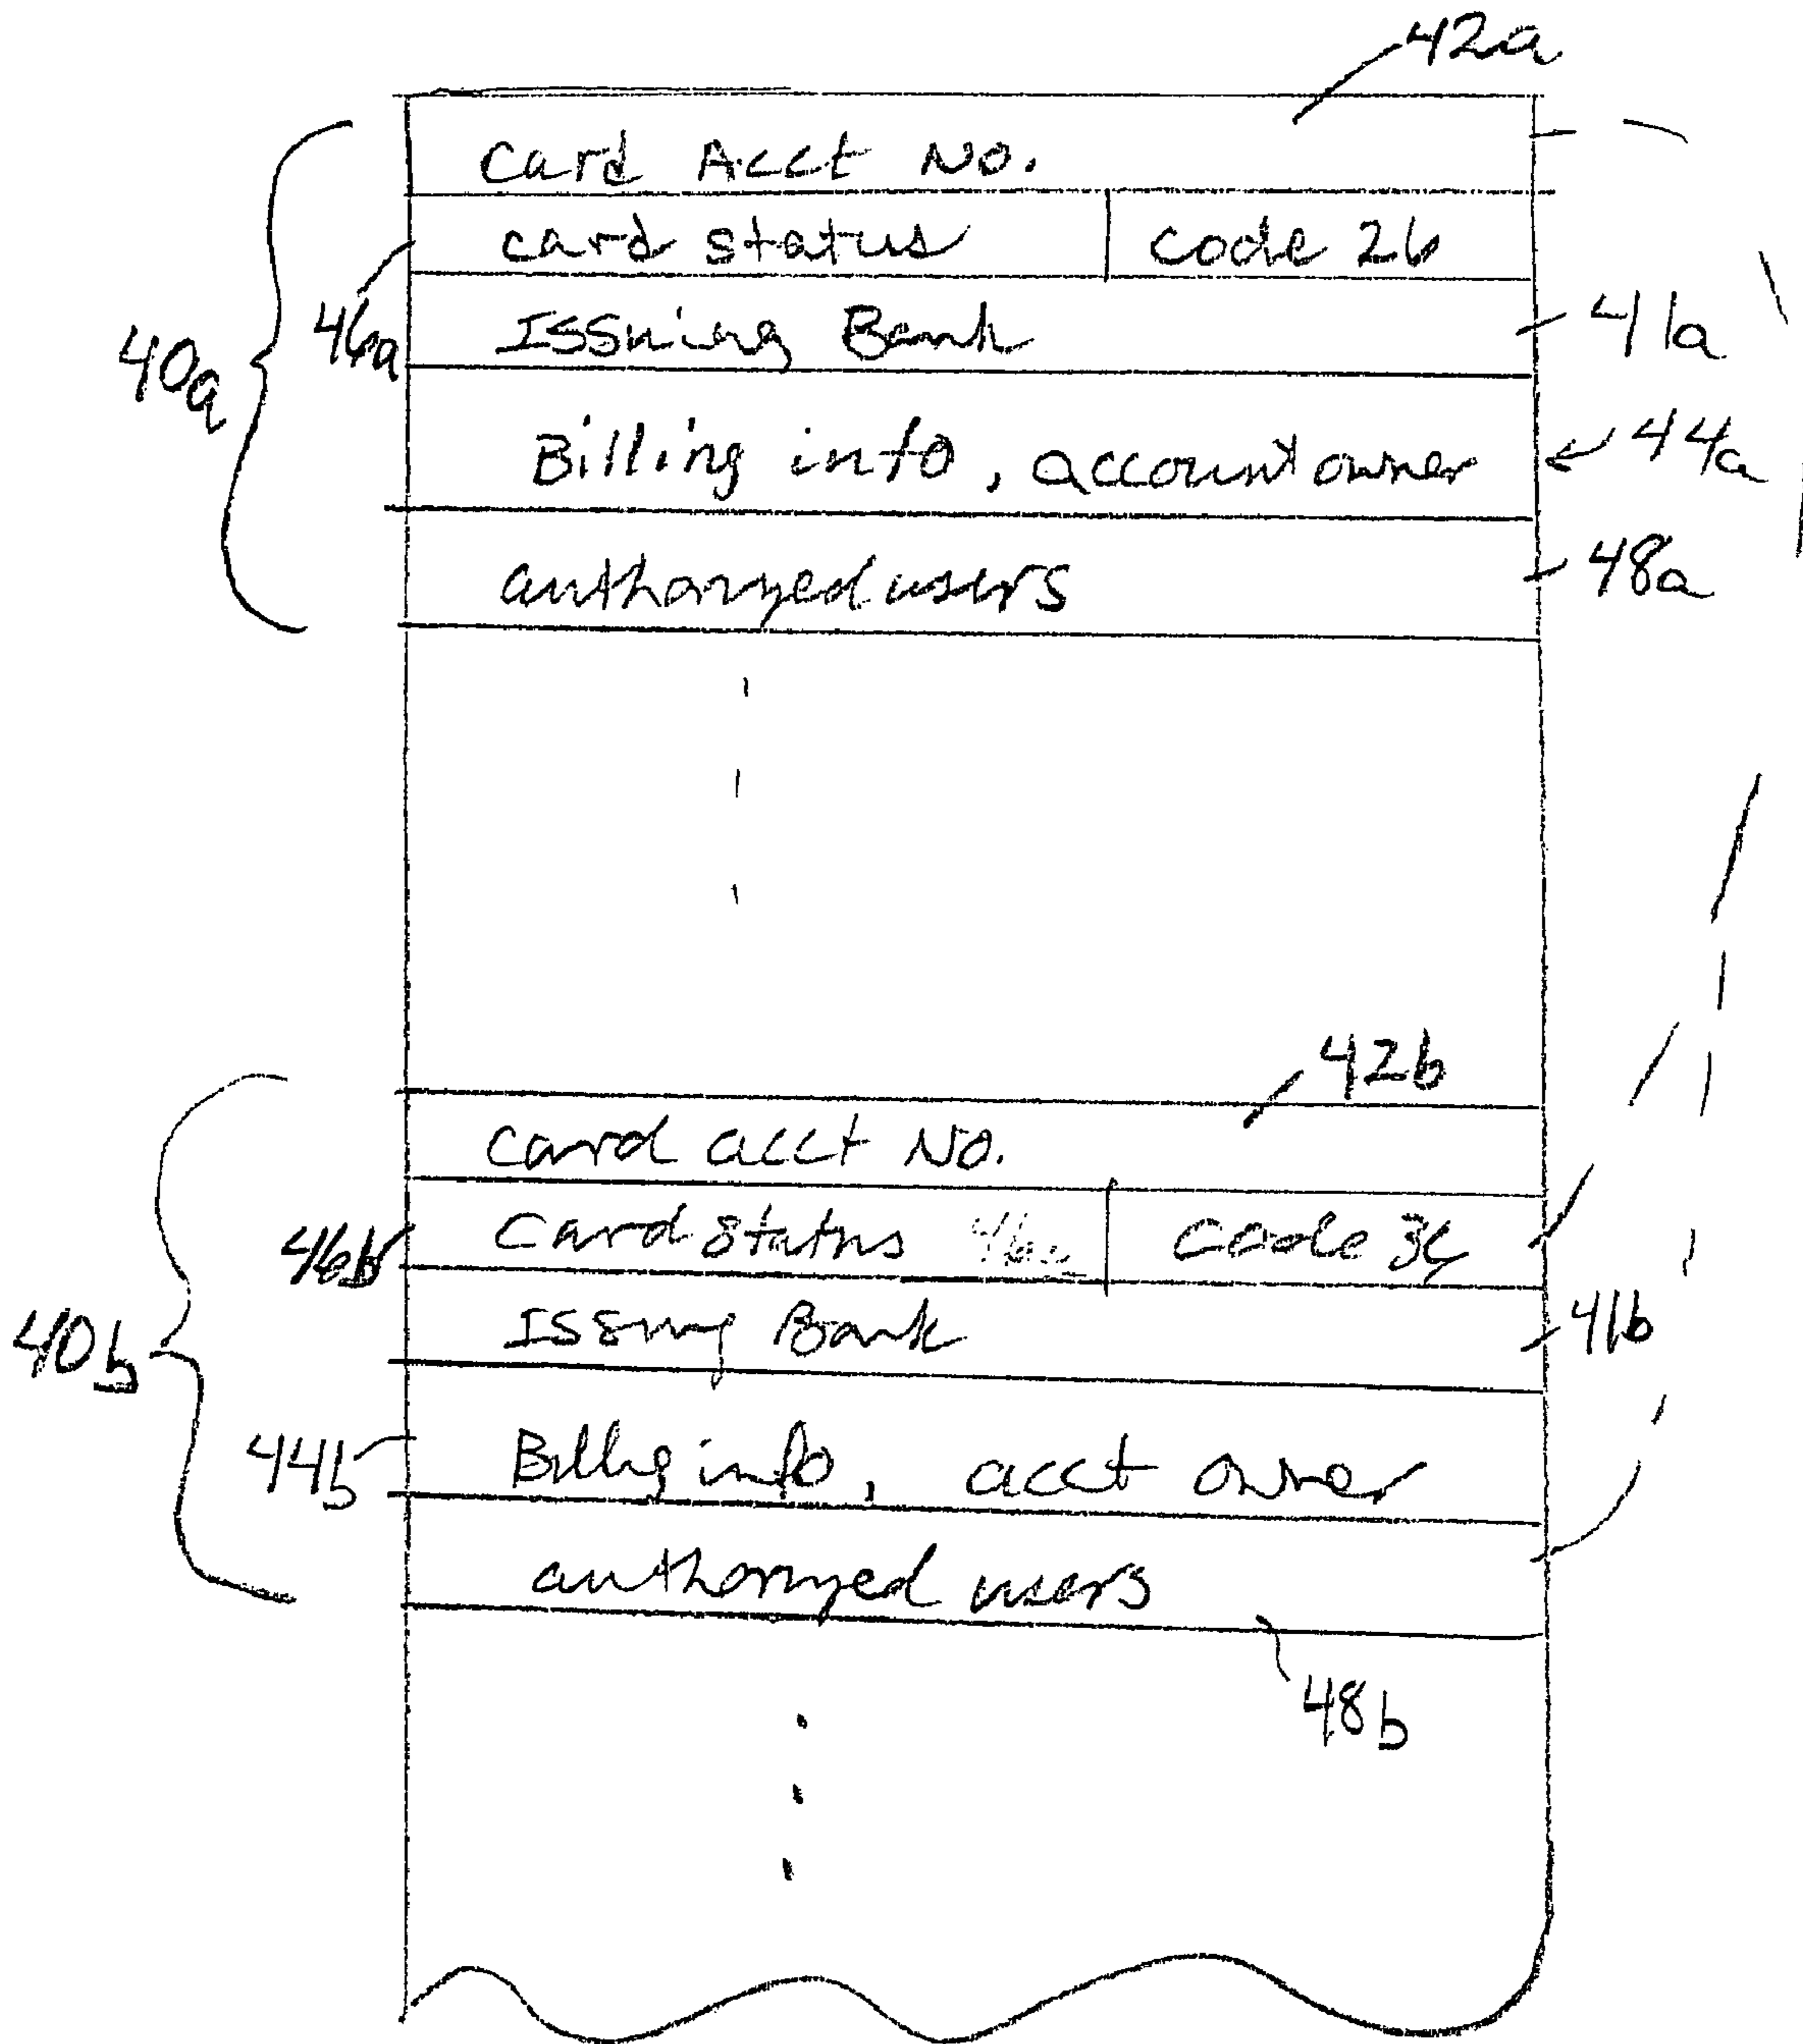 42a
Card Acct No.
card status code 26
46a
Issuing Bank 41a
40a
Billing info, account owner 44a
authorized users 48a
42b
card acct No.
46b Card status 46a code 36
Issuing Bank 41b
40b
44b Billing info, acct owner
authorized users
48b